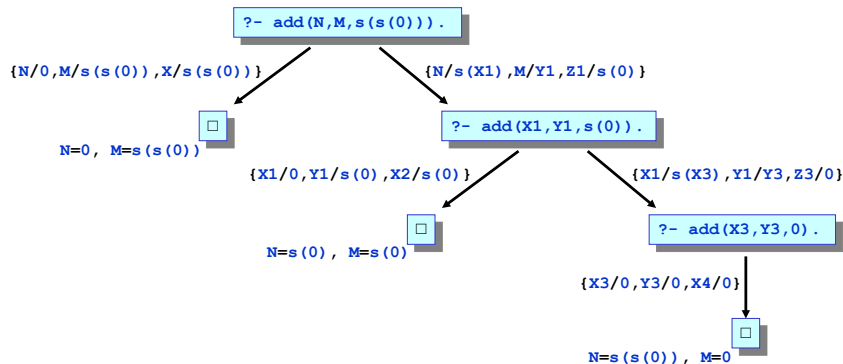 ?- add(N,M,s(s(0))).
{N/0,M/s(s(0)),X/s(s(0))}
{N/s(X1),M/Y1,Z1/s(0)}
□
?- add(X1,Y1,s(0)).
N=0, M=s(s(0))
{X1/0,Y1/s(0),X2/s(0)}
{X1/s(X3),Y1/Y3,Z3/0}
□
?- add(X3,Y3,0).
N=s(0), M=s(0)
{X3/0,Y3/0,X4/0}
□
N=s(s(0)), M=0